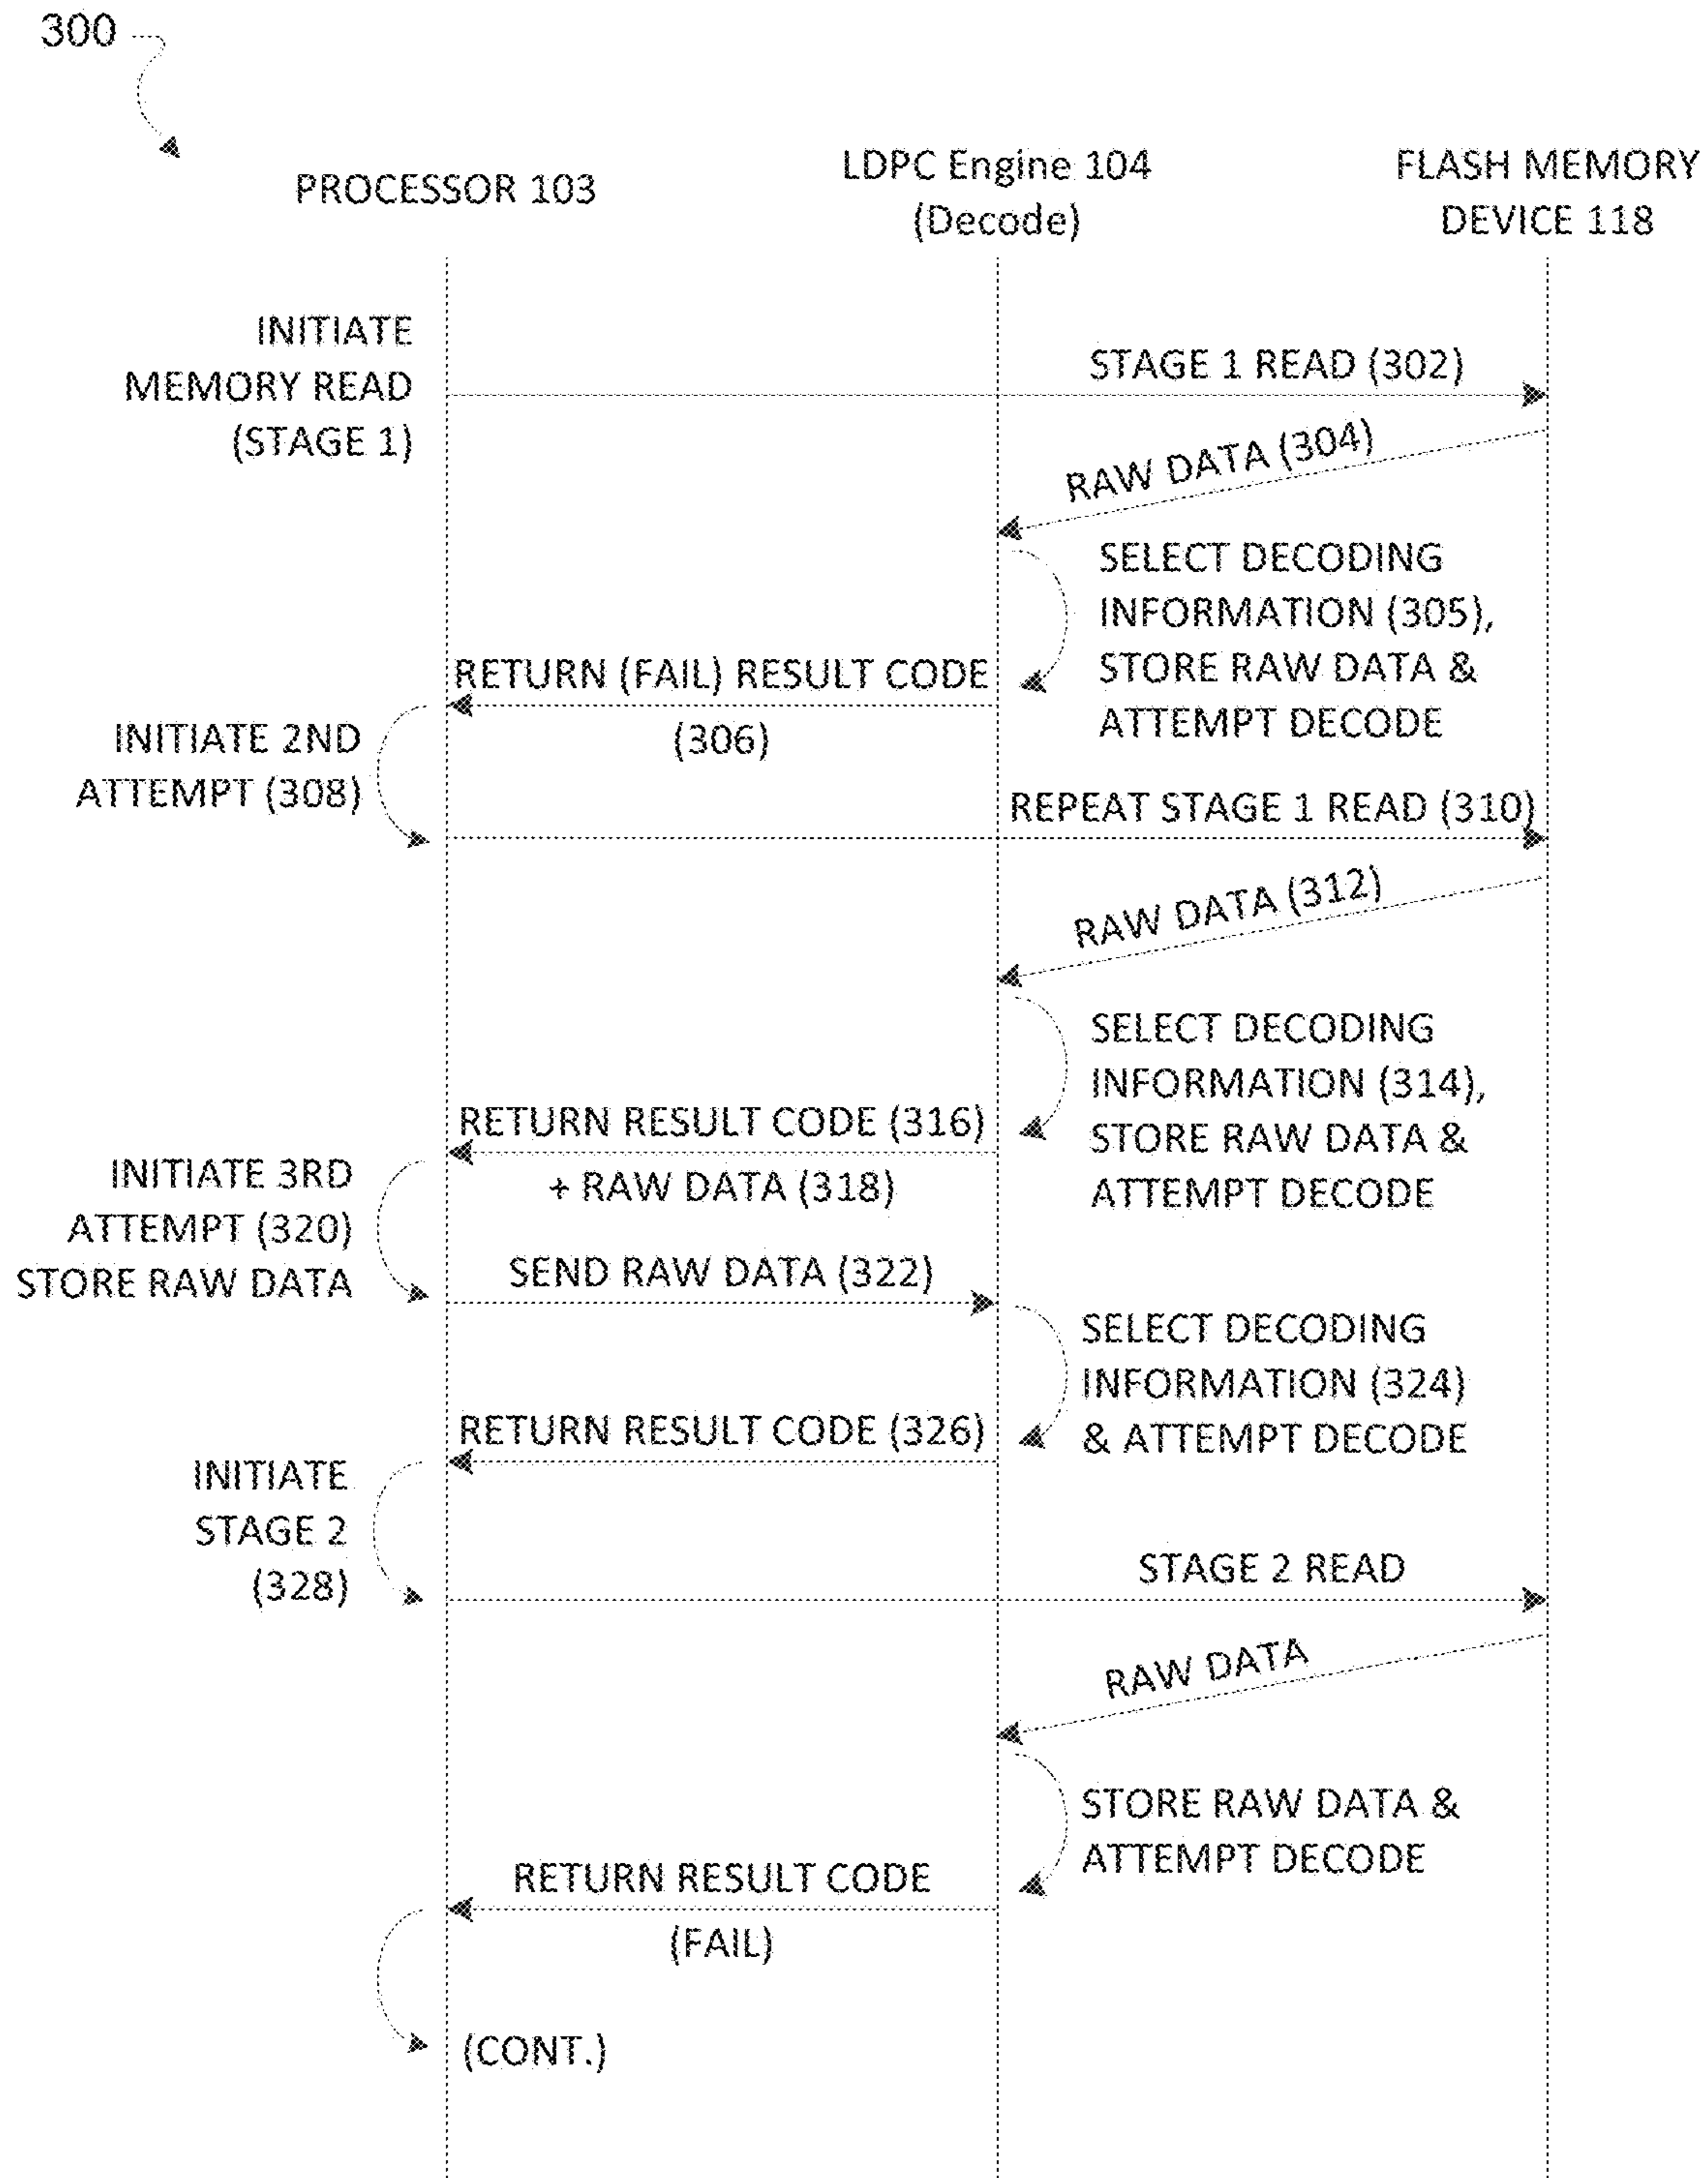 300
PROCESSOR 103
LDPC Engine 104
(Decode)
FLASH MEMORY
DEVICE 118
INITIATE
MEMORY READ
(STAGE 1)
STAGE 1 READ (302)
RAW DATA (304)
SELECT DECODING
INFORMATION (305),
STORE RAW DATA &
ATTEMPT DECODE
RETURN (FAIL) RESULT CODE
(306)
INITIATE 2ND
ATTEMPT (308)
REPEAT STAGE 1 READ (310)
RAW DATA (312)
SELECT DECODING
INFORMATION (314),
STORE RAW DATA &
ATTEMPT DECODE
RETURN RESULT CODE (316)
+ RAW DATA (318)
INITIATE 3RD
ATTEMPT (320)
STORE RAW DATA
SEND RAW DATA (322)
SELECT DECODING
INFORMATION (324)
& ATTEMPT DECODE
RETURN RESULT CODE (326)
INITIATE
STAGE 2
(328)
STAGE 2 READ
RAW DATA
STORE RAW DATA &
ATTEMPT DECODE
RETURN RESULT CODE
(FAIL)
(CONT.)